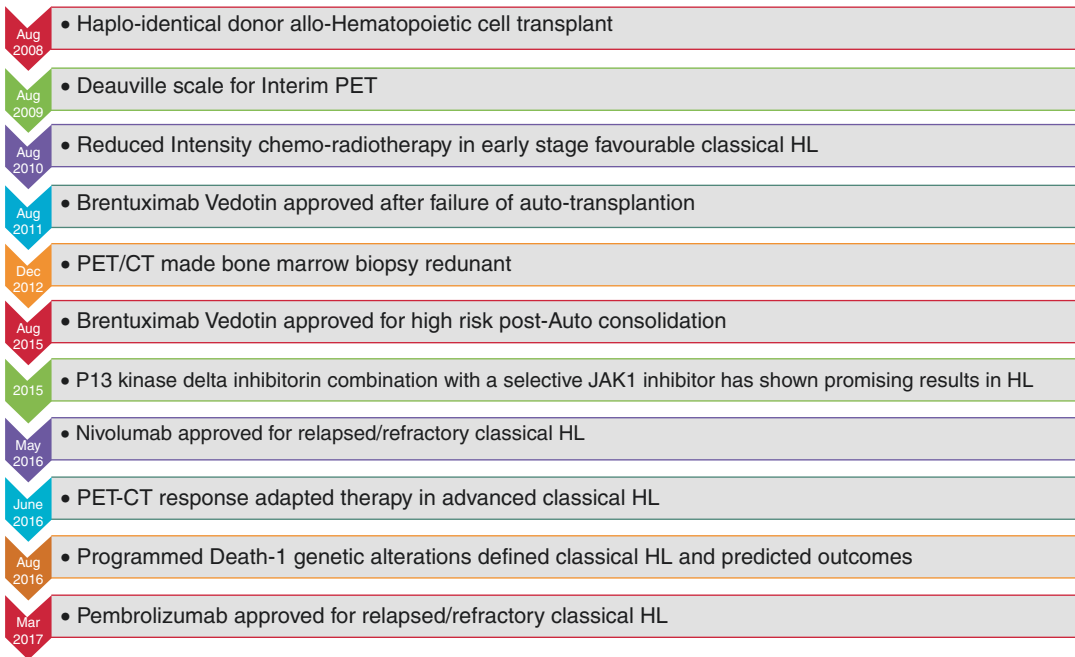 Aug
2008
• Haplo-identical donor allo-Hematopoietic cell transplant
Aug
2009
• Deauville scale for Interim PET
Aug
2010
• Reduced Intensity chemo-radiotherapy in early stage favourable classical HL
Aug
2011
• Brentuximab Vedotin approved after failure of auto-transplantion
Dec
2012
• PET/CT made bone marrow biopsy redunant
Aug
2015
• Brentuximab Vedotin approved for high risk post-Auto consolidation
2015
• P13 kinase delta inhibitorin combination with a selective JAK1 inhibitor has shown promising results in HL
May
2016
• Nivolumab approved for relapsed/refractory classical HL
June
2016
• PET-CT response adapted therapy in advanced classical HL
Aug
2016
• Programmed Death-1 genetic alterations defined classical HL and predicted outcomes
Mar
2017
• Pembrolizumab approved for relapsed/refractory classical HL